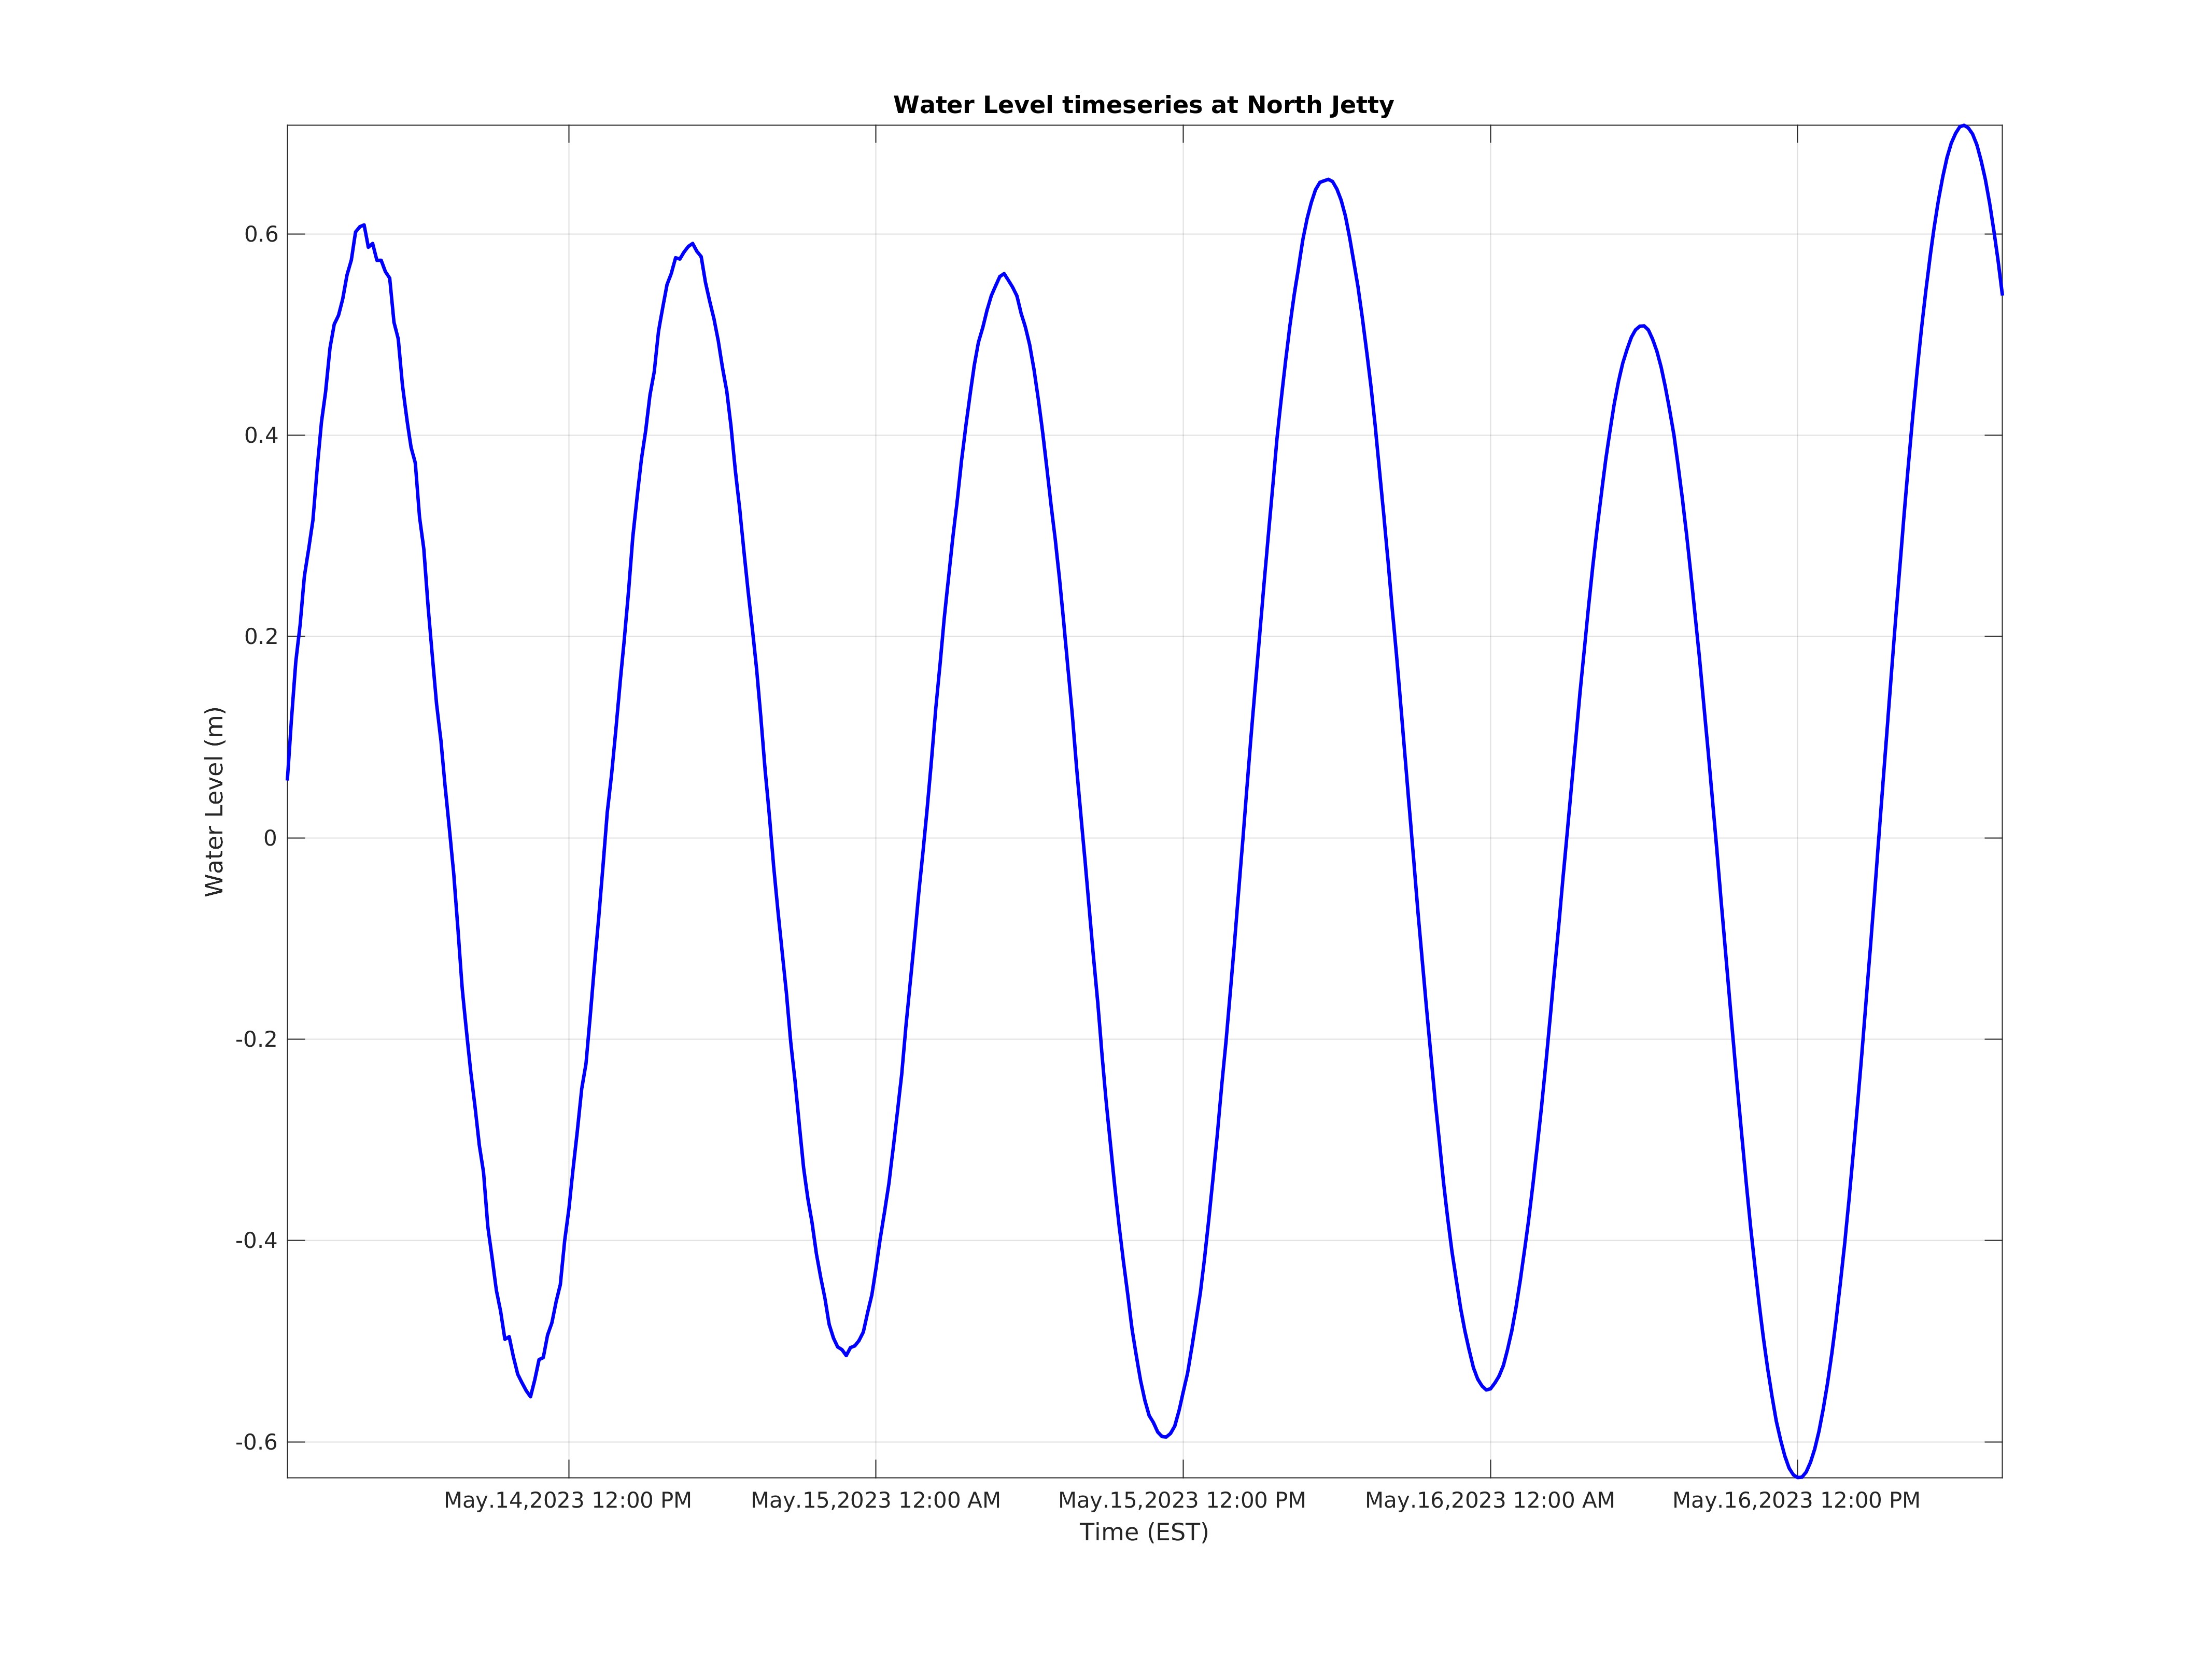 Water Level timeseries at North Jetty
0.6
0.4
0.2
0
-0.2
-0.4
-0.6
Water Level (m)
May.14,2023 12:00 PM May.15,2023 12:00 AM May.15,2023 12:00 PM May.16,2023 12:00 AM May.16,2023 12:00 PM
Time (EST)